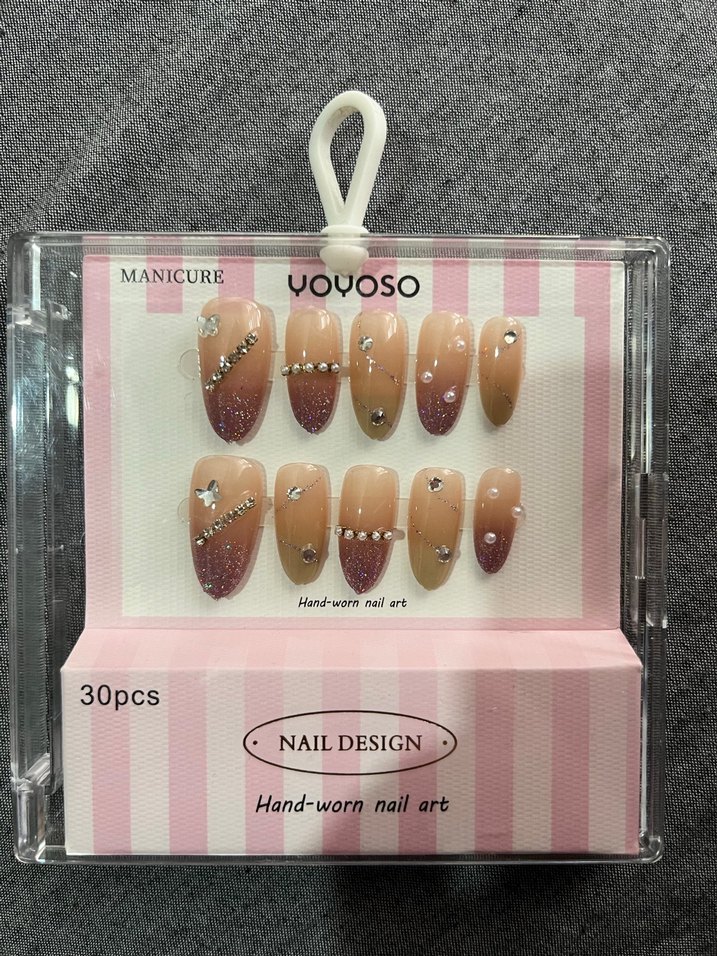 MANICURE
YOYOSO
Hand-worn nail art
30pcs
NAIL DESIGN
Hand-worn nail art